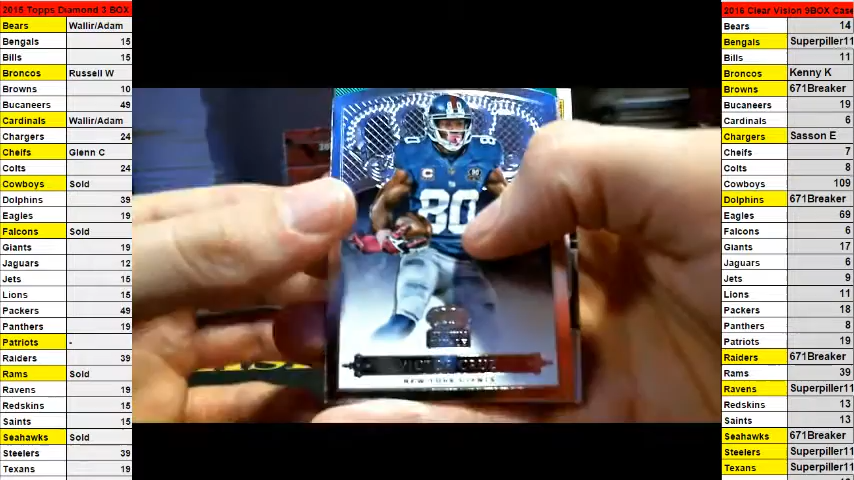 2015 Topps Diamond 3 BOX
Bears Wallir/Adam
Bengals 15
Bills 15
Broncos Russell W
Browns 10
Bucaneers 49
Cardinals Wallir/Adam
Chargers 24
Cheifs Glenn C
Colts 24
Cowboys Sold
Dolphins 39
Eagles 19
Falcons Sold
Giants 19
Jaguars 12
Jets 15
Lions 15
Packers 49
Panthers 19
Patriots -
Raiders 39
Rams Sold
Ravens 19
Redskins 15
Saints 15
Seahawks Sold
Steelers 39
Texans 19
80
80
C
NEW YORK GIANTS
2016 Clear Vision 9BOX Case
Bears 14
Bengals Superpiller11
Bills 11
Broncos Kenny K
Browns 671Breaker
Bucaneers 19
Cardinals 6
Chargers Sasson E
Cheifs 7
Colts 8
Cowboys 109
Dolphins 671Breaker
Eagles 69
Falcons 6
Giants 17
Jaguars 6
Jets 9
Lions 11
Packers 18
Panthers 8
Patriots 19
Raiders 671Breaker
Rams 39
Ravens Superpiller11
Redskins 13
Saints 13
Seahawks 671Breaker
Steelers Superpiller11
Texans Superpiller11